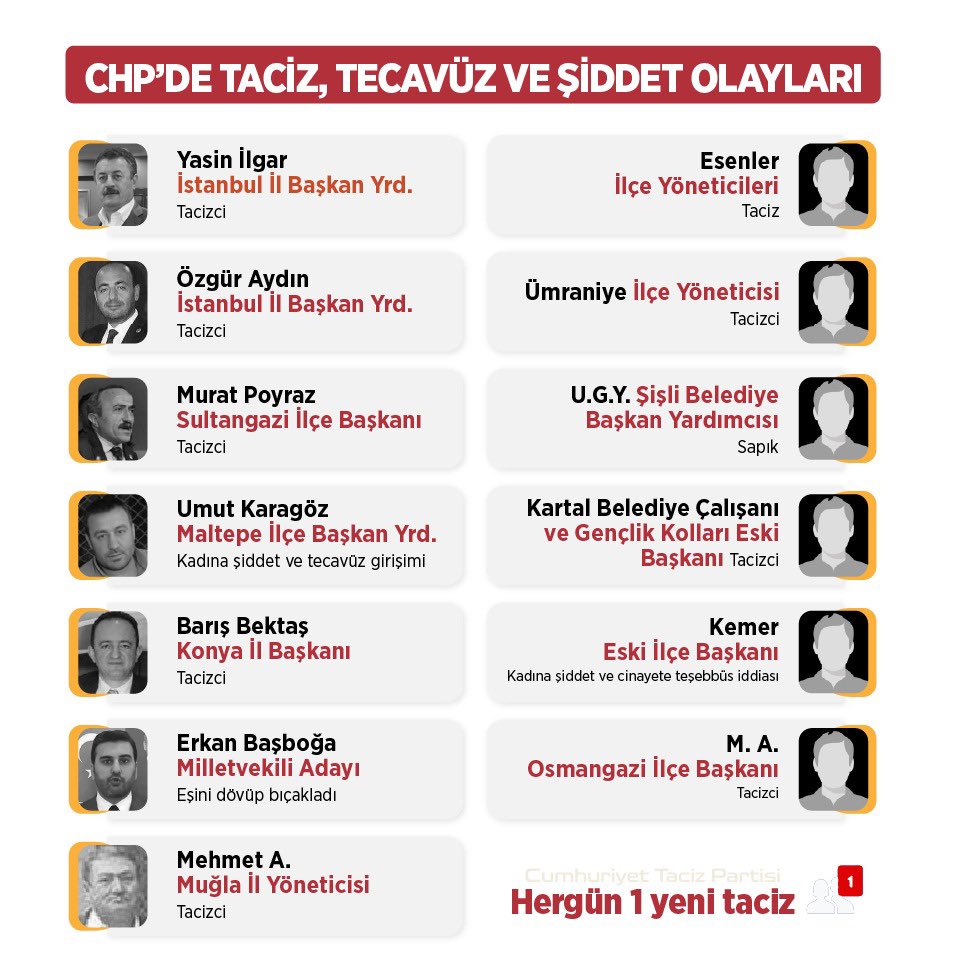 CHP'DE TACİZ, TECAVÜZ VE ŞİDDET OLAYLARI
Yasin İlgar
İstanbul İl Başkan Yrd.
Tacizci
Özgür Aydın
İstanbul İl Başkan Yrd.
Tacizci
Murat Poyraz
Sultangazi İlçe Başkanı
Tacizci
Umut Karagöz
Maltepe İlçe Başkan Yrd.
Kadına şiddet ve tecavüz girişimi
Barış Bektaş
Konya İl Başkanı
Tacizci
Erkan Başboğa
Milletvekili Adayı
Eşini dövüp bıçakladı
Mehmet A.
Muğla İl Yöneticisi
Tacizci
Esenler
İlçe Yöneticileri
Taciz
Ümraniye İlçe Yöneticisi
Tacizci
U.G.Y. Şişli Belediye
Başkan Yardımcısı
Sapık
Kartal Belediye Çalışanı
ve Gençlik Kolları Eski
Başkanı Tacizci
Kemer
Eski İlçe Başkanı
Kadına şiddet ve cinayete teşebbüs iddiası
M. A.
Osmangazi İlçe Başkanı
Tacizci
Cumhuriyet Taciz Partisi
Hergün 1 yeni taciz
1